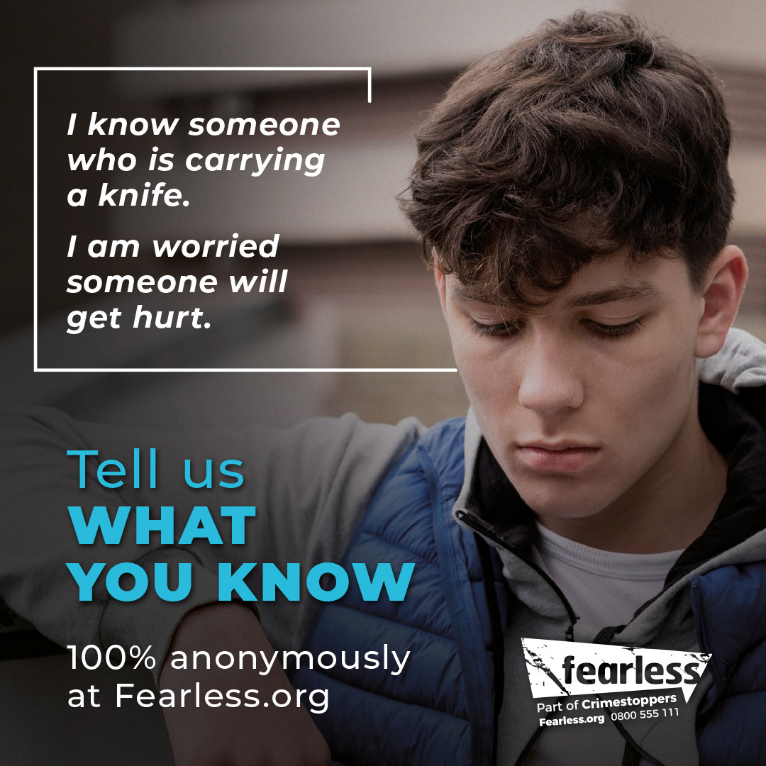 I know someone
who is carrying
a knife.
I am worried
someone will
get hurt.
Tell us
WHAT
YOU KNOW
100% anonymously
at Fearless.org
fearless
Part of Crimestoppers
Fearless.org 0800 555 111